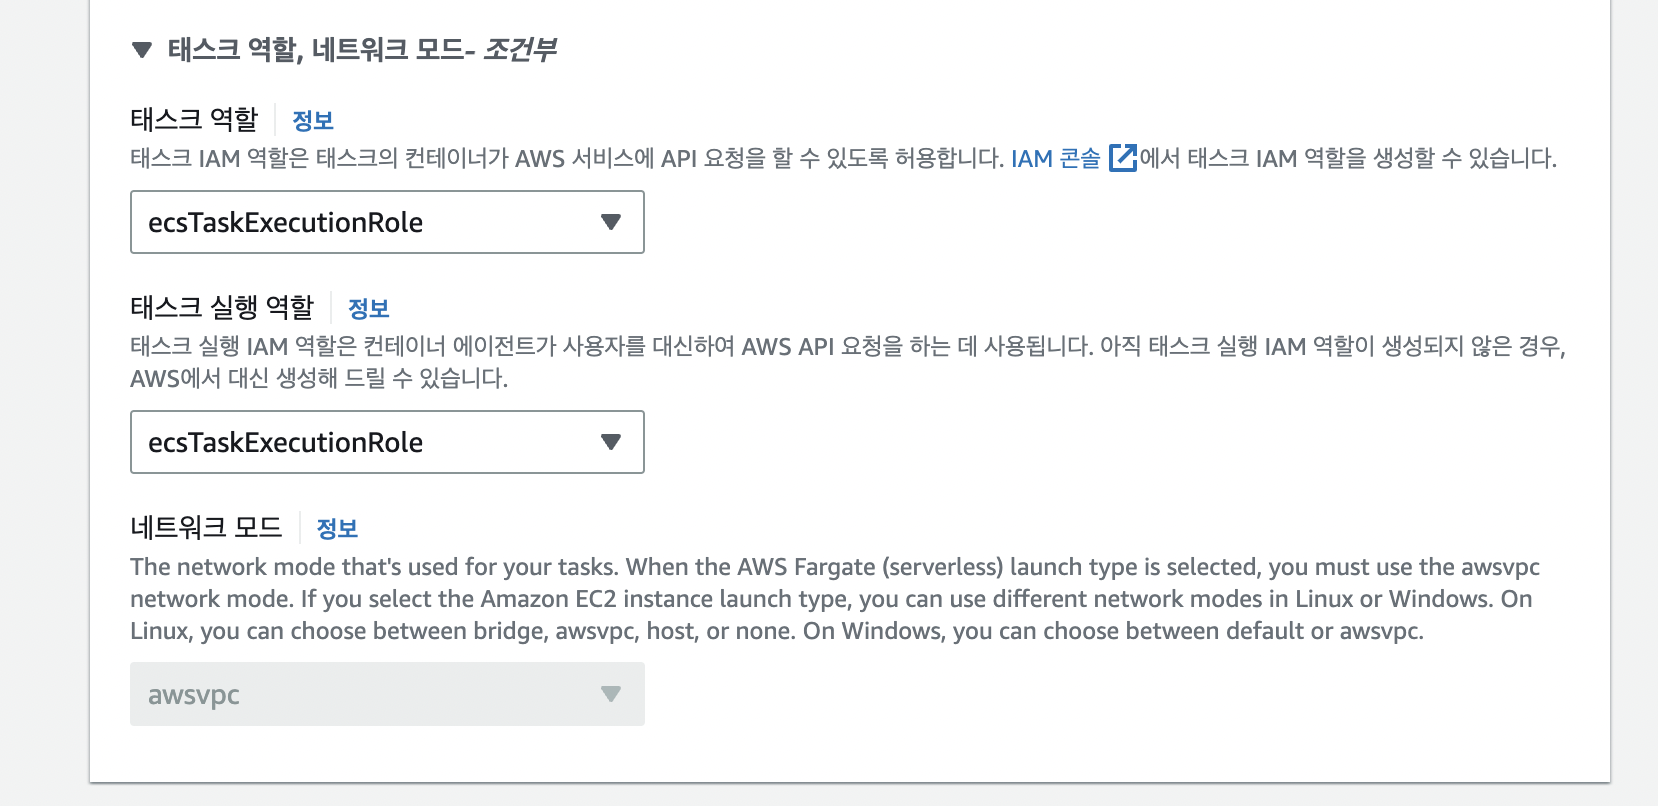 태스크 역할, 네트워크 모드- 조건부
태스크 역할 정보
태스크 IAM 역할은 태스크의 컨테이너가 AWS 서비스에 API 요청을 할 수 있도록 허용합니다. IAM 콘솔에서 태스크 IAM 역할을 생성할 수 있습니다.
ecsTaskExecutionRole
태스크 실행 역할 정보
태스크 실행 IAM 역할은 컨테이너 에이전트가 사용자를 대신하여 AWS API 요청을 하는 데 사용됩니다. 아직 태스크 실행 IAM 역할이 생성되지 않은 경우,
AWS에서 대신 생성해 드릴 수 있습니다.
ecsTaskExecutionRole
네트워크 모드 정보
The network mode that's used for your tasks. When the AWS Fargate (serverless) launch type is selected, you must use the awsvpc
network mode. If you select the Amazon EC2 instance launch type, you can use different network modes in Linux or Windows. On
Linux, you can choose between bridge, awsvpc, host, or none. On Windows, you can choose between default or awsvpc.
awsvpc